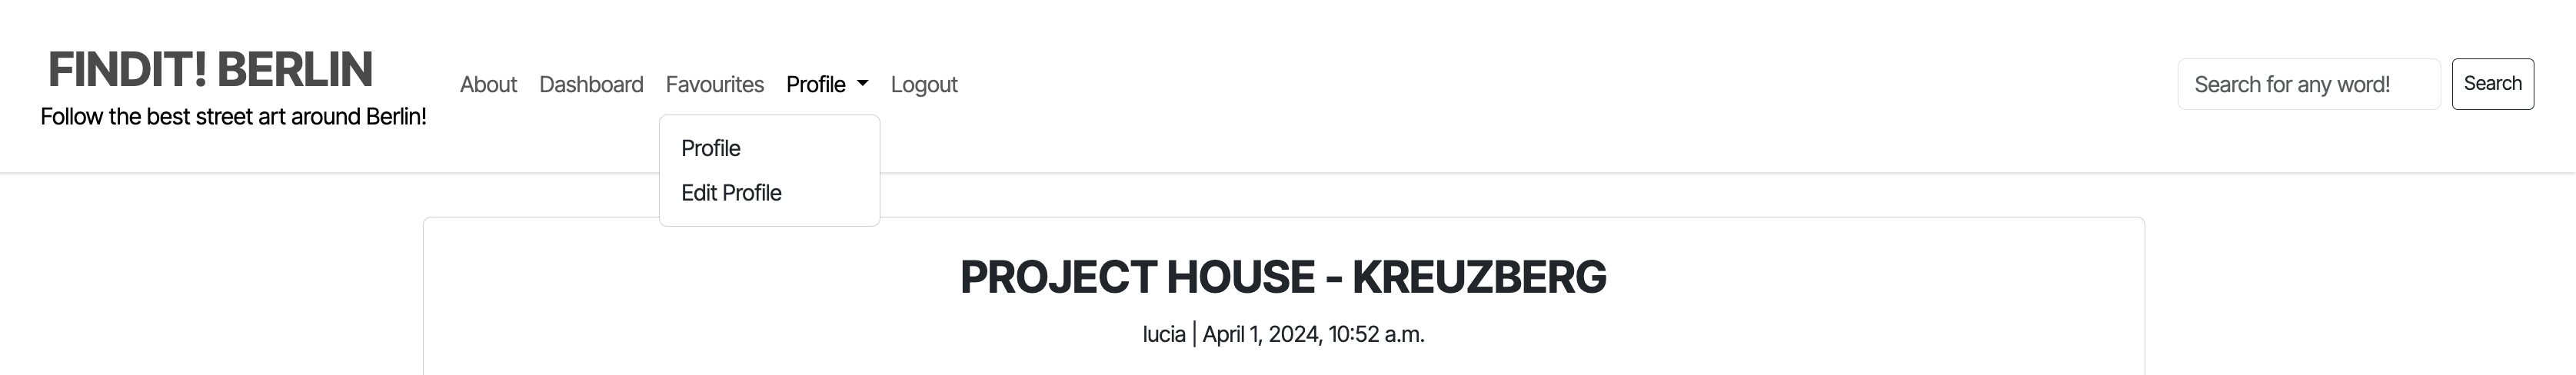 FINDIT! BERLIN
Follow the best street art around Berlin!
About Dashboard Favourites Profile Logout
Search for any word! Search
Profile
Edit Profile
PROJECT HOUSE - KREUZBERG
lucia | April 1, 2024, 10:52 a.m.